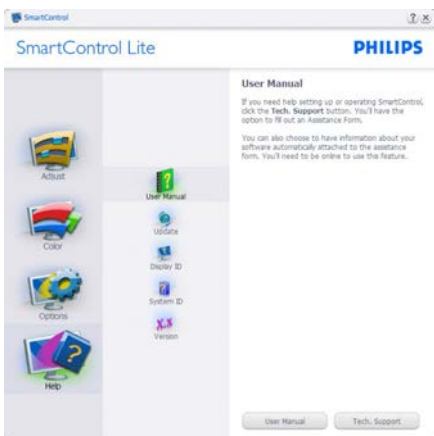 SmartControl
SmartControl Lite
PHILIPS
Adjust
Color
Options
Help
User Manual
Update
Display ID
System ID
Version
User Manual
If you need help setting up or operating SmartControl,
click the Tech. Support button. You'll have the
option to fill out an Assistance Form.
You can also choose to have information about your
software automatically attached to the assistance
form. You'll need to be online to use this feature.
User Manual
Tech. Support